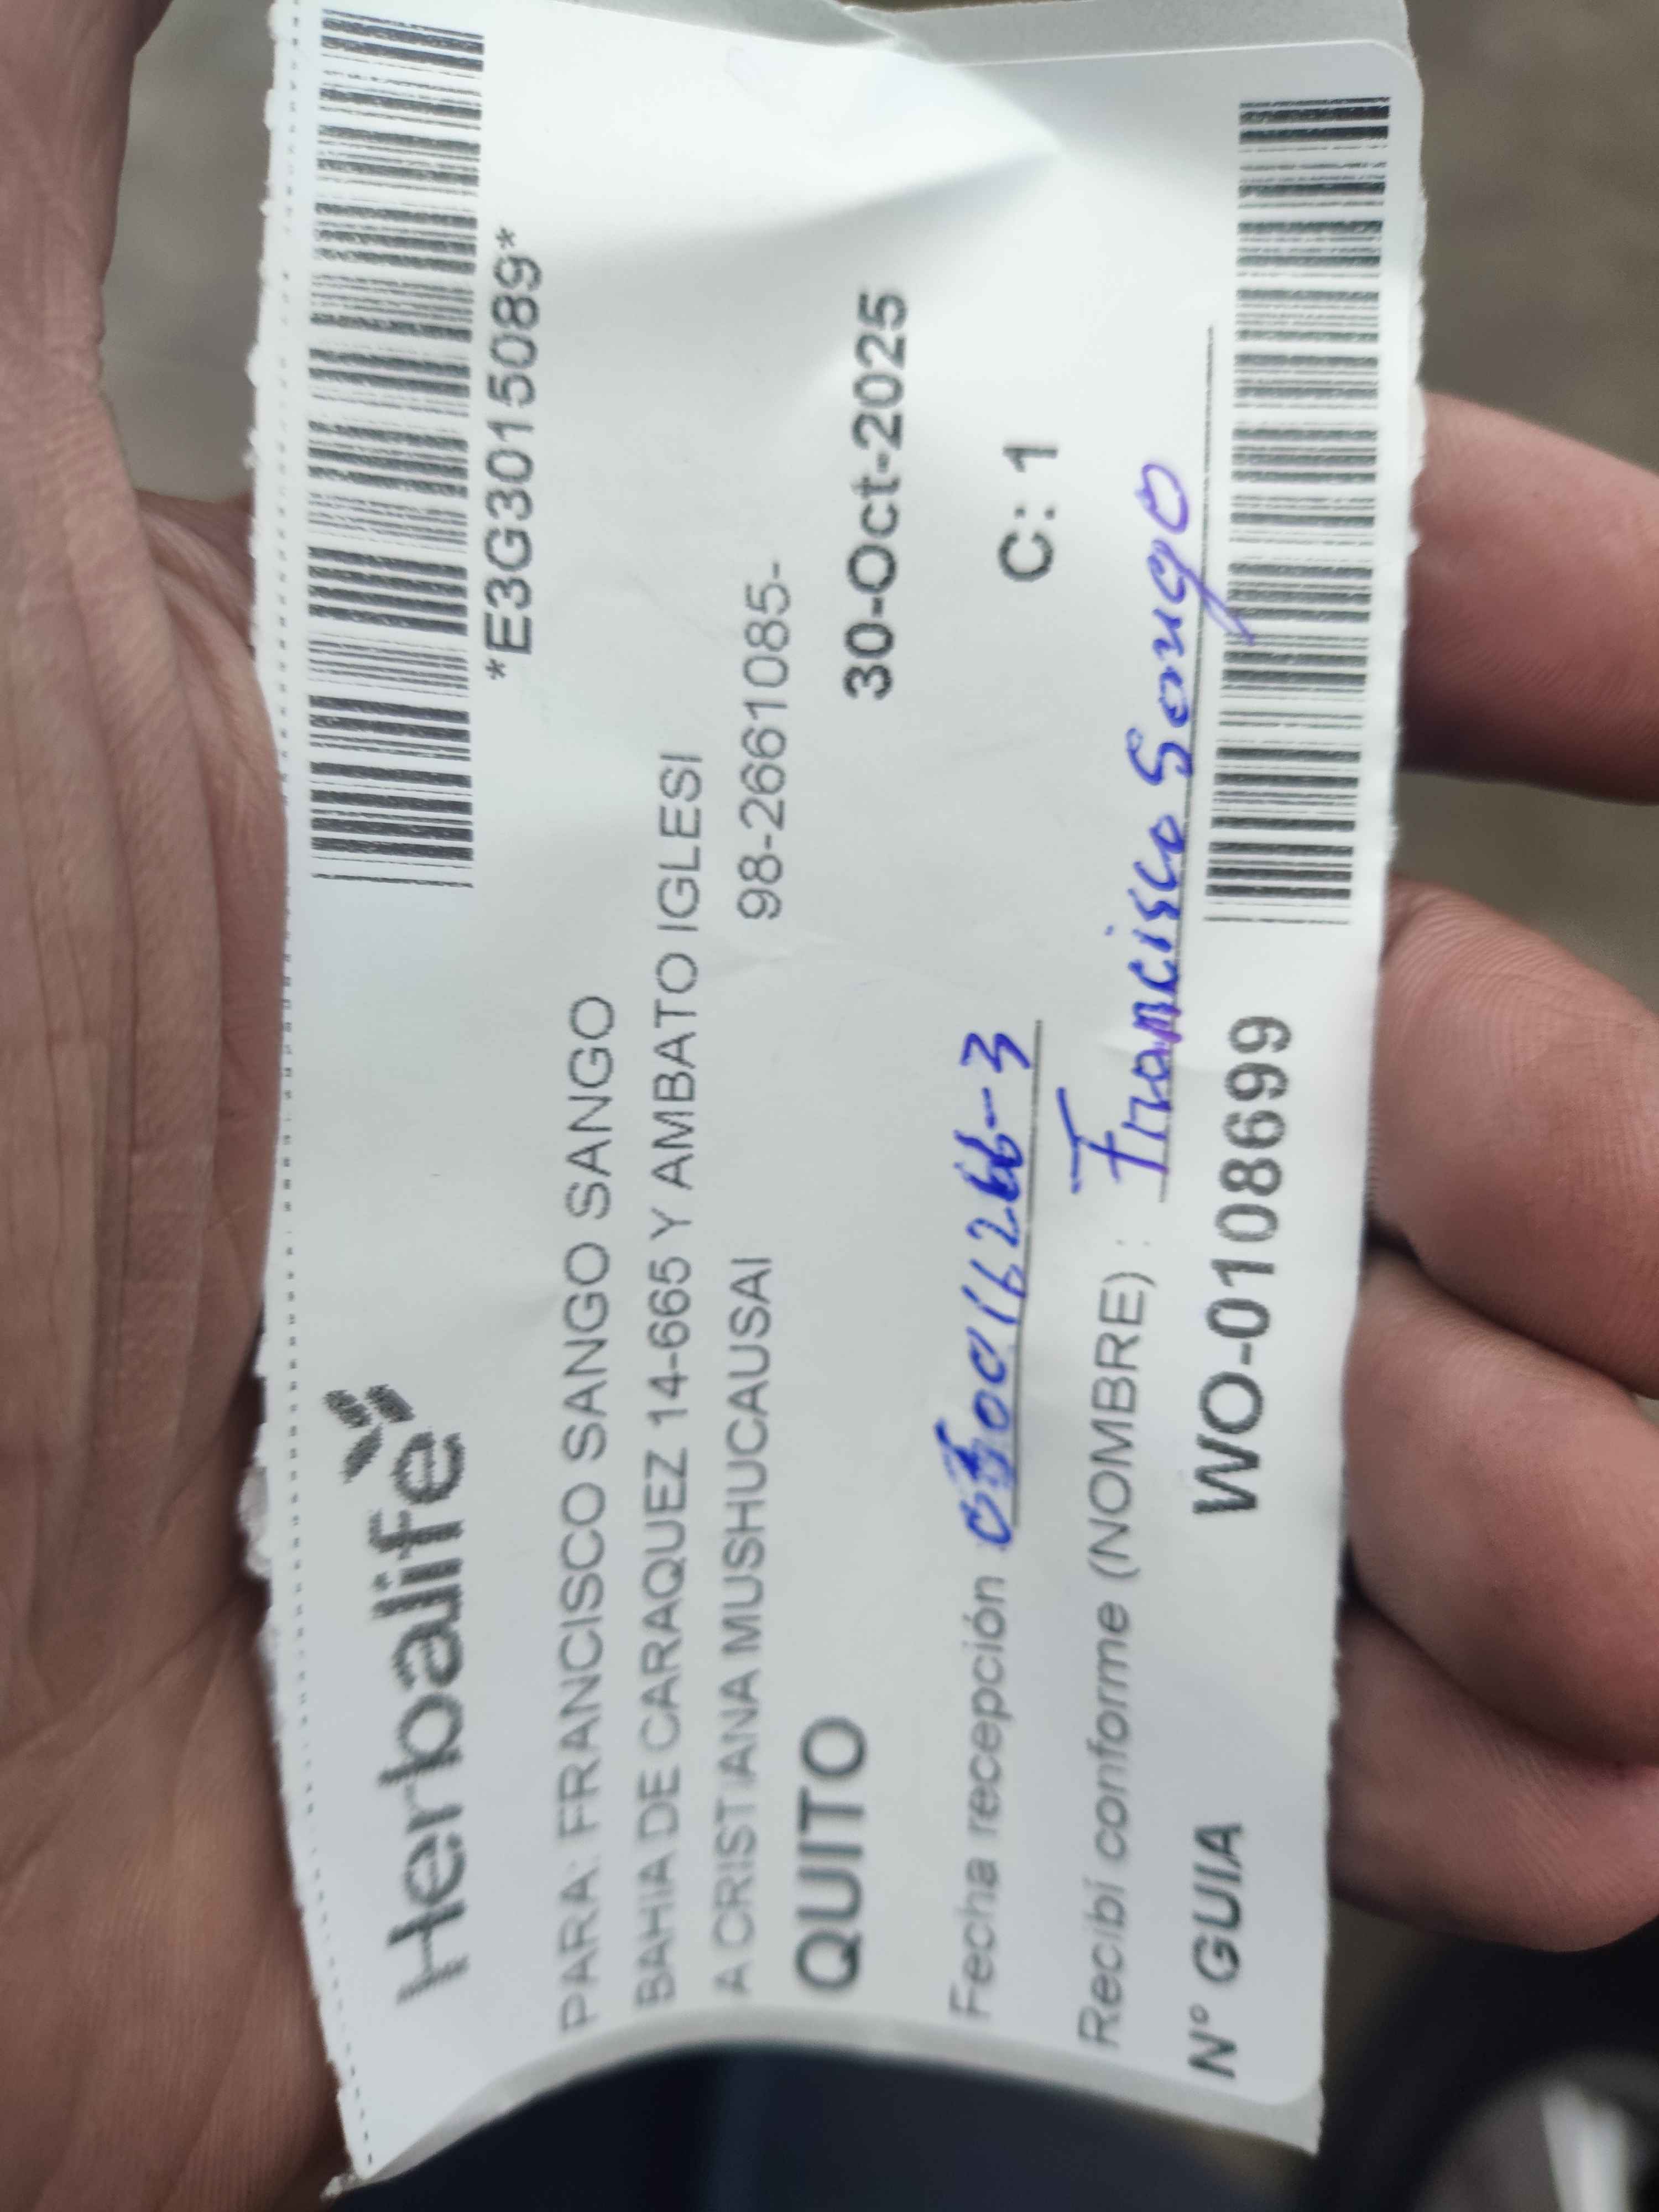 Herbalife
*E3G3015089*
PARA: FRANCISCO SANGO SANGO
BAHIA DE CARAQUEZ 14-665 Y AMBATO IGLESI
A CRISTIANA MUSHUCAUSAI 98-2661085-
QUITO 30-Oct-2025
Fecha recepción
C: 1
Recibí conforme (NOMBRE) : Francisco Sango
N° GUIA WO-0108699